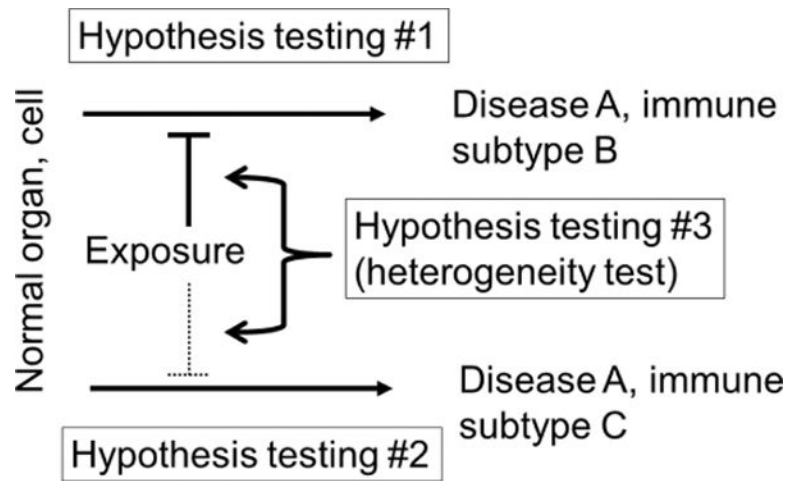 Hypothesis testing #1
Normal organ, cell
Disease A, immune
subtype B
Exposure
Hypothesis testing #3
(heterogeneity test)
Disease A, immune
subtype C
Hypothesis testing #2